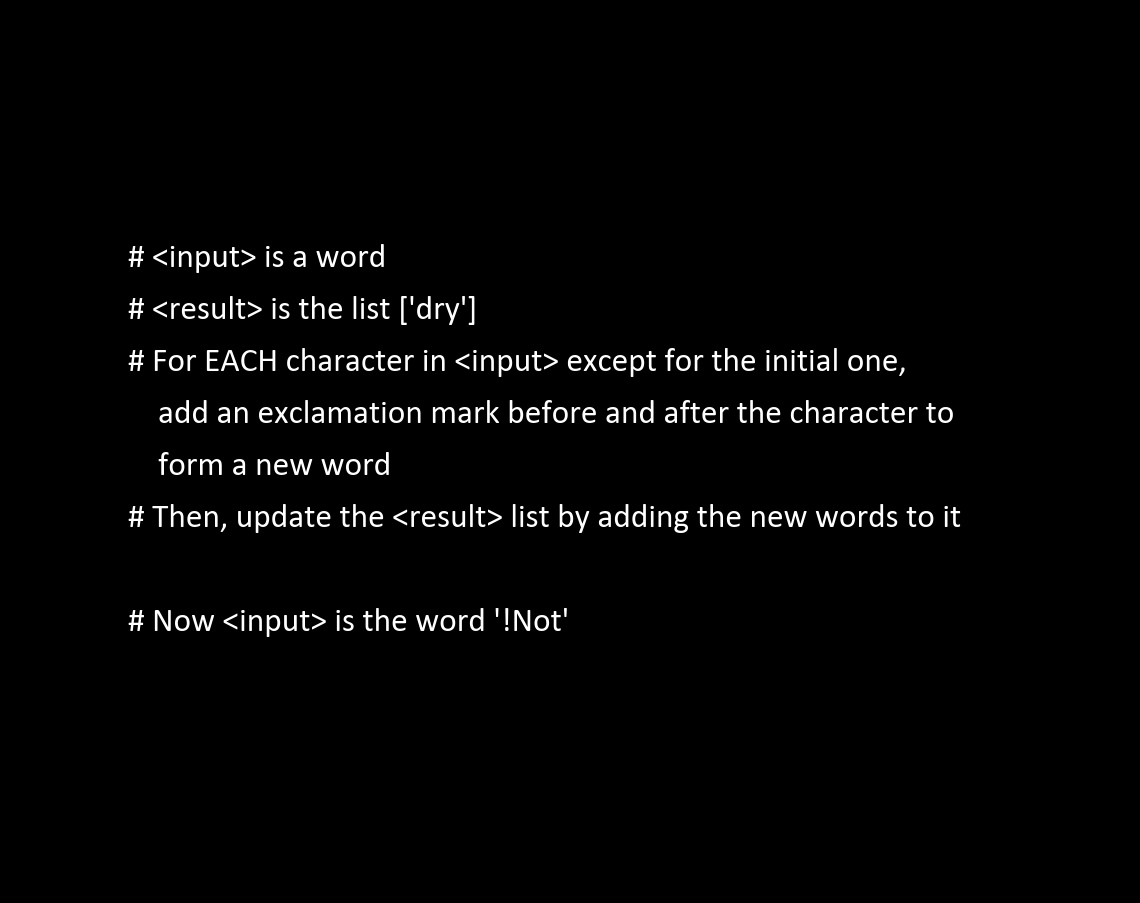 # <input> is a word
# <result> is the list ['dry']
# For EACH character in <input> except for the initial one,
add an exclamation mark before and after the character to
form a new word
# Then, update the <result> list by adding the new words to it
# Now <input> is the word '!Not'